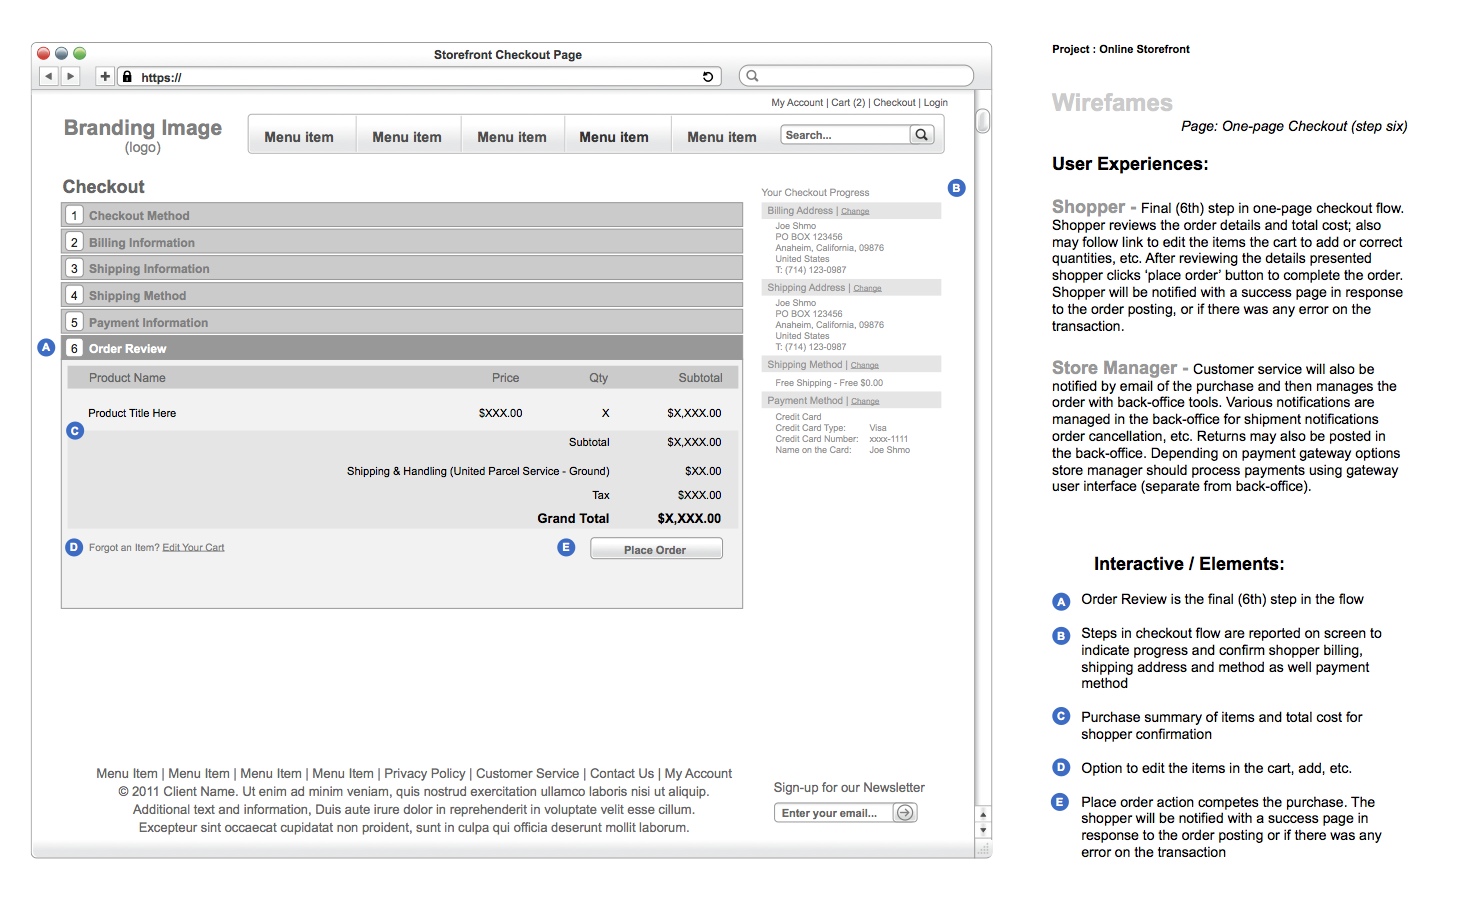 Storefront Checkout Page
https://
My Account | Cart (2) | Checkout | Login
Branding Image
(logo)
Menu item
Menu item
Menu item
Menu item
Menu item
Search...
Checkout
1 Checkout Method
2 Billing Information
3 Shipping Information
4 Shipping Method
5 Payment Information
A
6 Order Review
Product Name Price Qty Subtotal
Product Title Here $XXX.00 X $X,XXX.00
C
Subtotal $X,XXX.00
Shipping & Handling (United Parcel Service - Ground) $XX.00
Tax $XXX.00
Grand Total $X,XXX.00
D Forgot an Item? Edit Your Cart
E Place Order
Your Checkout Progress
B
Billing Address | Change
Joe Shmo
PO BOX 123456
Anaheim, California, 09876
United States
T: (714) 123-0987
Shipping Address | Change
Joe Shmo
PO BOX 123456
Anaheim, California, 09876
United States
T: (714) 123-0987
Shipping Method | Change
Free Shipping - Free $0.00
Payment Method | Change
Credit Card
Credit Card Type: Visa
Credit Card Number: xxxx-1111
Name on the Card: Joe Shmo
Menu Item | Menu Item | Menu Item | Menu Item | Privacy Policy | Customer Service | Contact Us | My Account
© 2011 Client Name. Ut enim ad minim veniam, quis nostrud exercitation ullamco laboris nisi ut aliquip.
Additional text and information, Duis aute irure dolor in reprehenderit in voluptate velit esse cillum.
Excepteur sint occaecat cupidatat non proident, sunt in culpa qui officia deserunt mollit laborum.
Sign-up for our Newsletter
Enter your email...
Project : Online Storefront
Wirefames
Page: One-page Checkout (step six)
User Experiences:
Shopper - Final (6th) step in one-page checkout flow.
Shopper reviews the order details and total cost; also
may follow link to edit the items the cart to add or correct
quantities, etc. After reviewing the details presented
shopper clicks ‘place order’ button to complete the order.
Shopper will be notified with a success page in response
to the order posting, or if there was any error on the
transaction.
Store Manager - Customer service will also be
notified by email of the purchase and then manages the
order with back-office tools. Various notifications are
managed in the back-office for shipment notifications
order cancellation, etc. Returns may also be posted in
the back-office. Depending on payment gateway options
store manager should process payments using gateway
user interface (separate from back-office).
Interactive / Elements:
A Order Review is the final (6th) step in the flow
B Steps in checkout flow are reported on screen to
indicate progress and confirm shopper billing,
shipping address and method as well payment
method
C Purchase summary of items and total cost for
shopper confirmation
D Option to edit the items in the cart, add, etc.
E Place order action competes the purchase. The
shopper will be notified with a success page in
response to the order posting or if there was any
error on the transaction